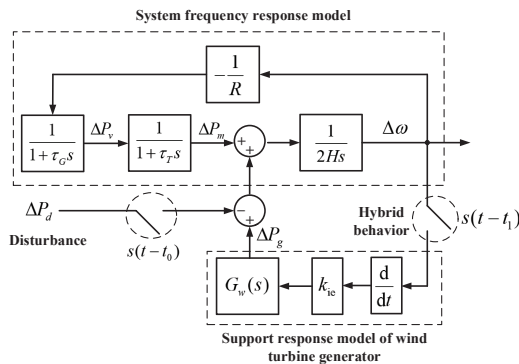 System frequency response model
−1/R
1/(1+τ_G s)
ΔP_v
1/(1+τ_T s)
ΔP_m
+
+
1/(2Hs)
Δω
ΔP_d
Disturbance
s(t−t_0)
−
+
ΔP_g
Hybrid behavior
s(t−t_1)
G_w(s)
k_ie
d/dt
Support response model of wind
turbine generator